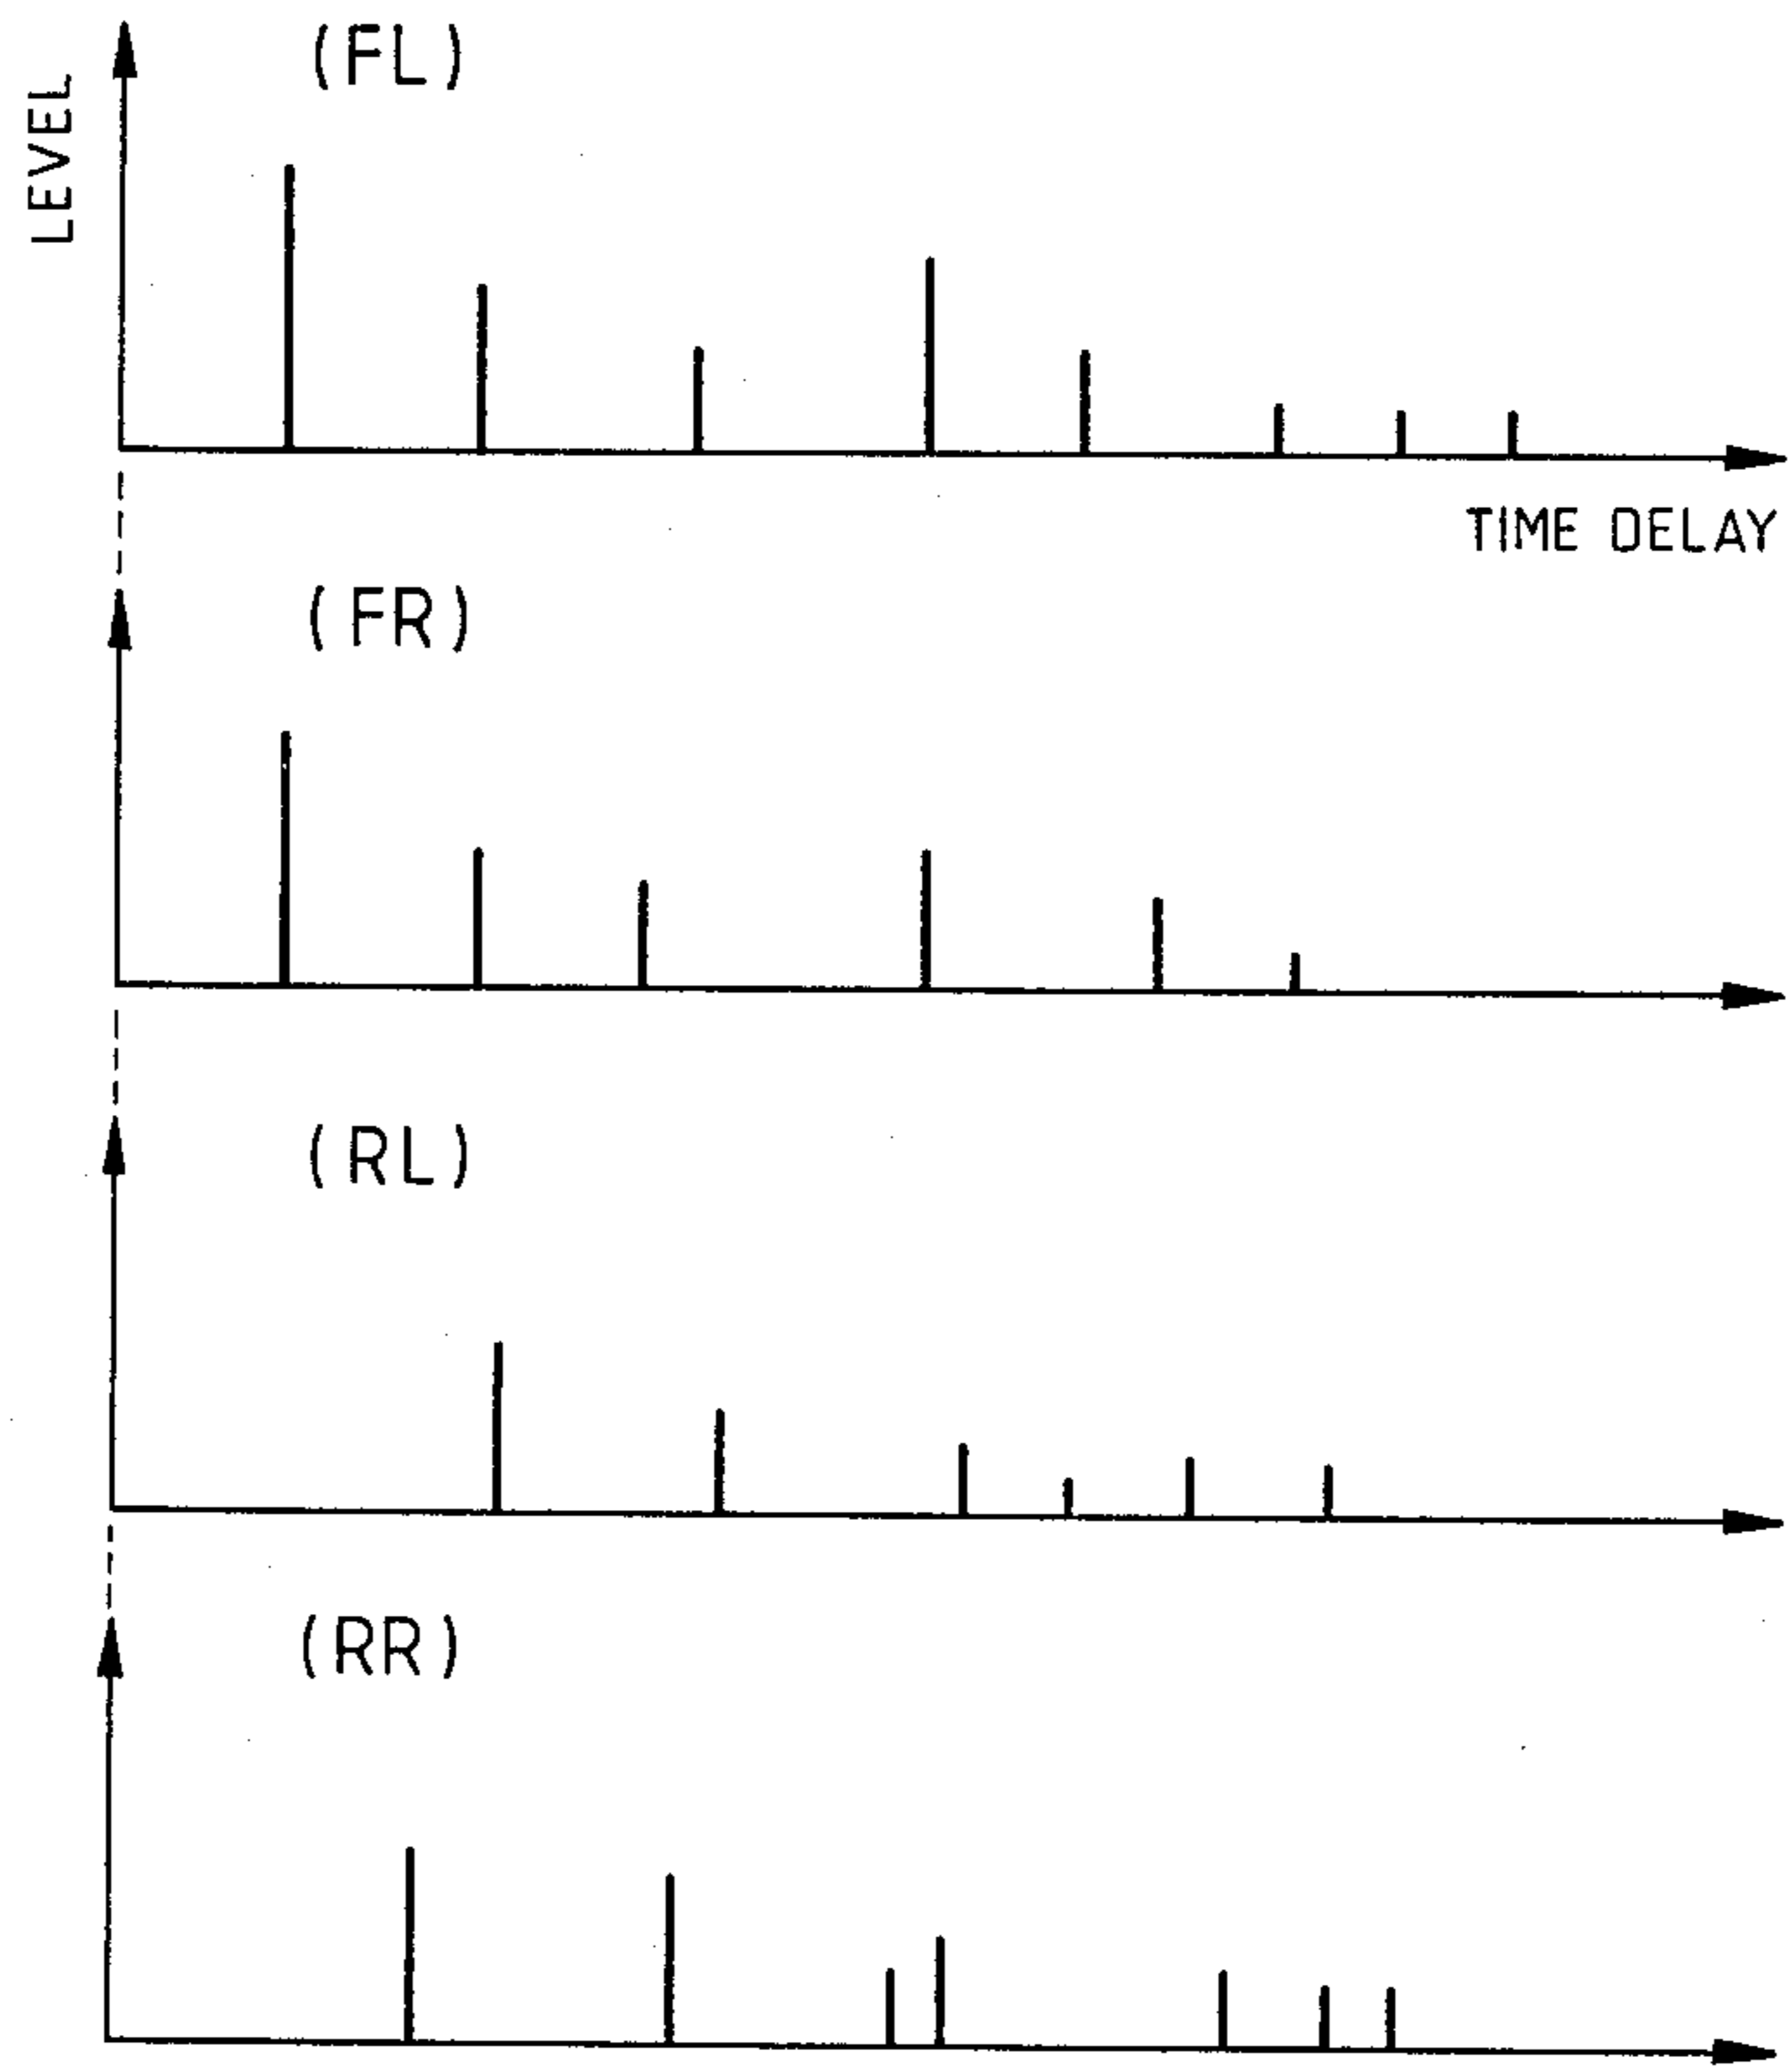 (FL)
LEVEL
TIME DELAY
(FR)
(RL)
(RR)